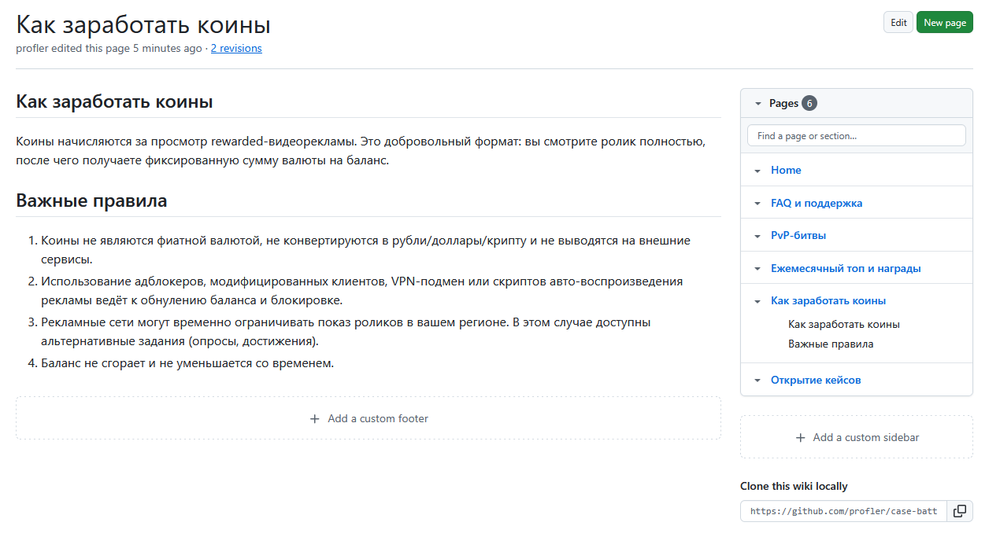 Как заработать коины
Edit
New page
profler edited this page 5 minutes ago · 2 revisions
Как заработать коины
Коины начисляются за просмотр rewarded-видеорекламы. Это добровольный формат: вы смотрите ролик полностью,
после чего получаете фиксированную сумму валюты на баланс.
Важные правила
1. Коины не являются фиатной валютой, не конвертируются в рубли/доллары/крипту и не выводятся на внешние
сервисы.
2. Использование адблокеров, модифицированных клиентов, VPN-подмен или скриптов авто-воспроизведения
рекламы ведёт к обнулению баланса и блокировке.
3. Рекламные сети могут временно ограничивать показ роликов в вашем регионе. В этом случае доступны
альтернативные задания (опросы, достижения).
4. Баланс не сгорает и не уменьшается со временем.
Add a custom footer
Pages 6
Find a page or section...
Home
FAQ и поддержка
PvP-битвы
Ежемесячный топ и награды
Как заработать коины
Как заработать коины
Важные правила
Открытие кейсов
Add a custom sidebar
Clone this wiki locally
https://github.com/profler/case-batt